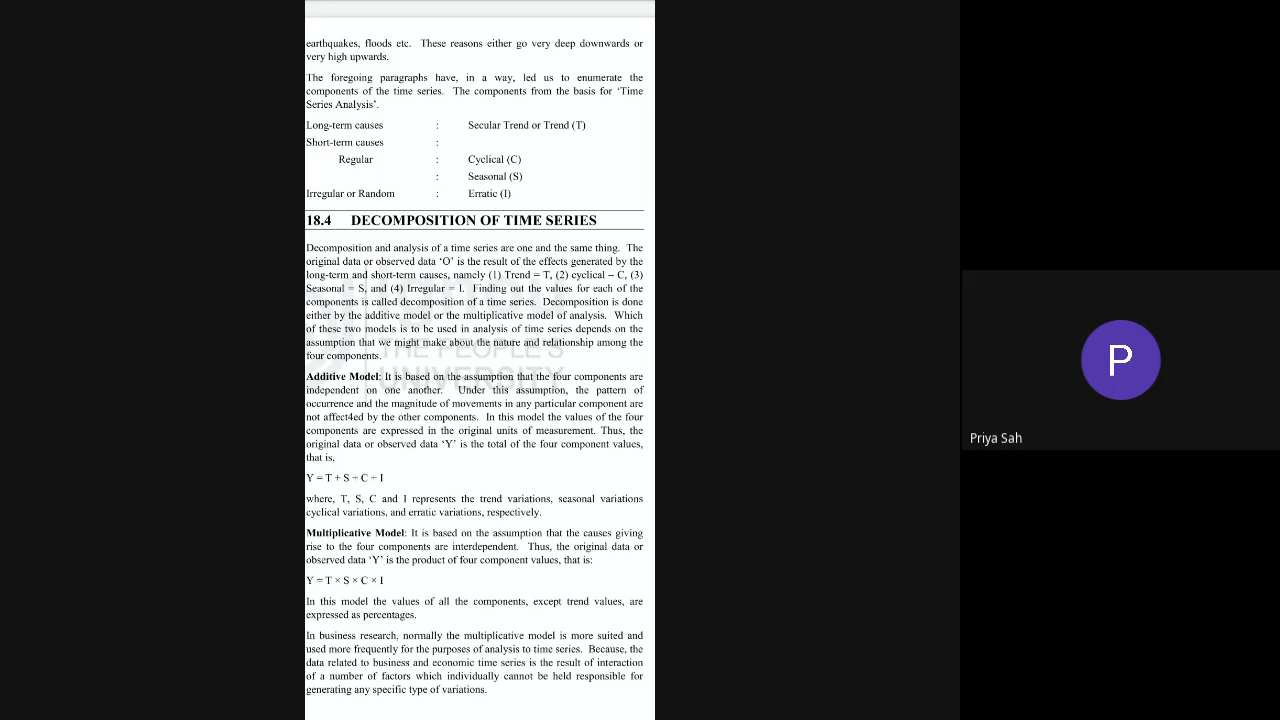 earthquakes, floods etc. These reasons either go very deep downwards or
very high upwards.
The foregoing paragraphs have, in a way, led us to enumerate the
components of the time series. The components from the basis for ‘Time
Series Analysis’.
Long-term causes : Secular Trend or Trend (T)
Short-term causes :
Regular : Cyclical (C)
: Seasonal (S)
Irregular or Random : Erratic (I)
18.4 DECOMPOSITION OF TIME SERIES
Decomposition and analysis of a time series are one and the same thing. The
original data or observed data ‘O’ is the result of the effects generated by the
long-term and short-term causes, namely (1) Trend = T, (2) cyclical – C, (3)
Seasonal = S, and (4) Irregular = I. Finding out the values for each of the
components is called decomposition of a time series. Decomposition is done
either by the additive model or the multiplicative model of analysis. Which
of these two models is to be used in analysis of time series depends on the
assumption that we might make about the nature and relationship among the
four components.
THE PEOPLE'S
UNIVERSITY
Additive Model: It is based on the assumption that the four components are
independent on one another. Under this assumption, the pattern of
occurrence and the magnitude of movements in any particular component are
not affect4ed by the other components. In this model the values of the four
components are expressed in the original units of measurement. Thus, the
original data or observed data ‘Y’ is the total of the four component values,
that is,
Y = T + S + C + I
where, T, S, C and I represents the trend variations, seasonal variations
cyclical variations, and erratic variations, respectively.
Multiplicative Model: It is based on the assumption that the causes giving
rise to the four components are interdependent. Thus, the original data or
observed data ‘Y’ is the product of four component values, that is:
Y = T × S × C × I
In this model the values of all the components, except trend values, are
expressed as percentages.
In business research, normally the multiplicative model is more suited and
used more frequently for the purposes of analysis to time series. Because, the
data related to business and economic time series is the result of interaction
of a number of factors which individually cannot be held responsible for
generating any specific type of variations.
P
Priya Sah